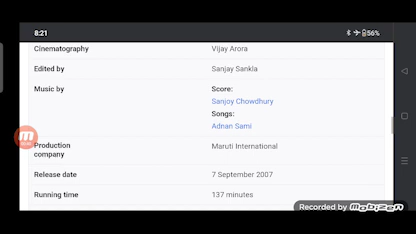 8:21
56%
Cinematography Vijay Arora
Edited by Sanjay Sankla
Music by Score:
Sanjoy Chowdhury
Songs:
Adnan Sami
Production Maruti International
company
Release date 7 September 2007
Running time 137 minutes
Recorded by Mobizen